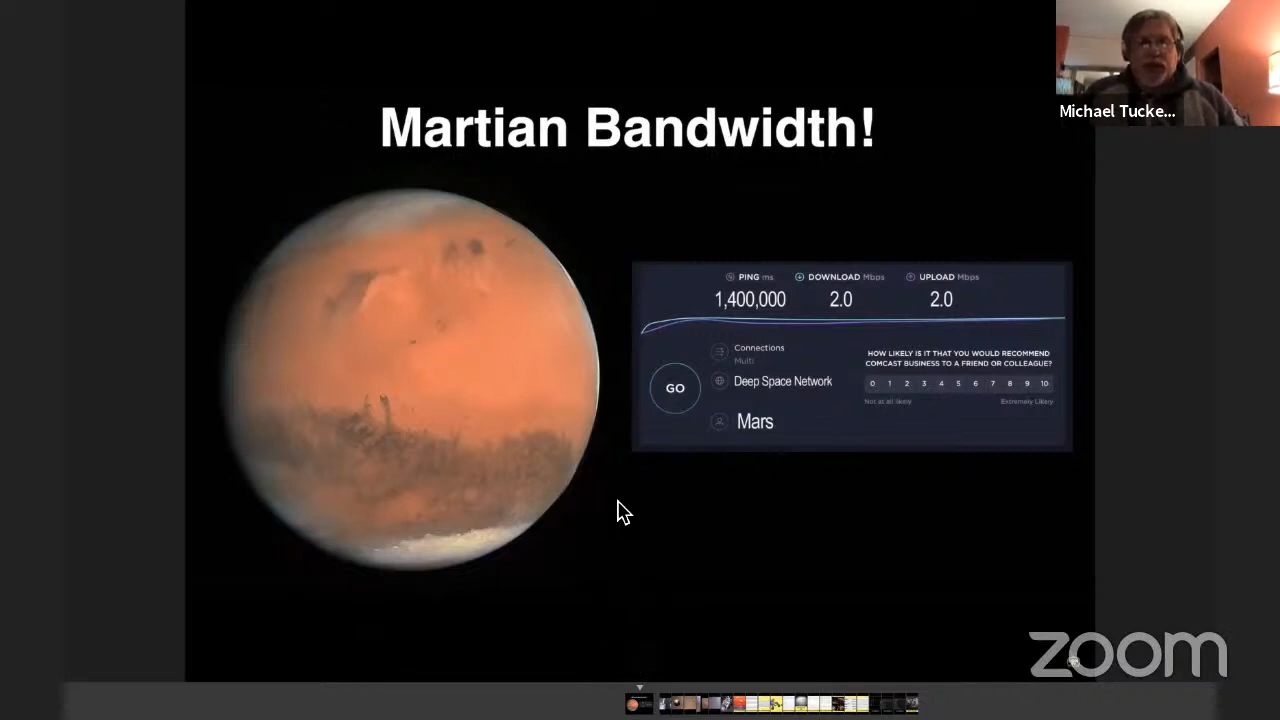 Martian Bandwidth!
Michael Tucke...
PING ms DOWNLOAD Mbps UPLOAD Mbps
1,400,000 2.0 2.0
Connections
Multi
HOW LIKELY IS IT THAT YOU WOULD RECOMMEND
COMCAST BUSINESS TO A FRIEND OR COLLEAGUE?
GO
Deep Space Network
0 1 2 3 4 5 6 7 8 9 10
Not at all likely Extremely Likely
Mars
zoom